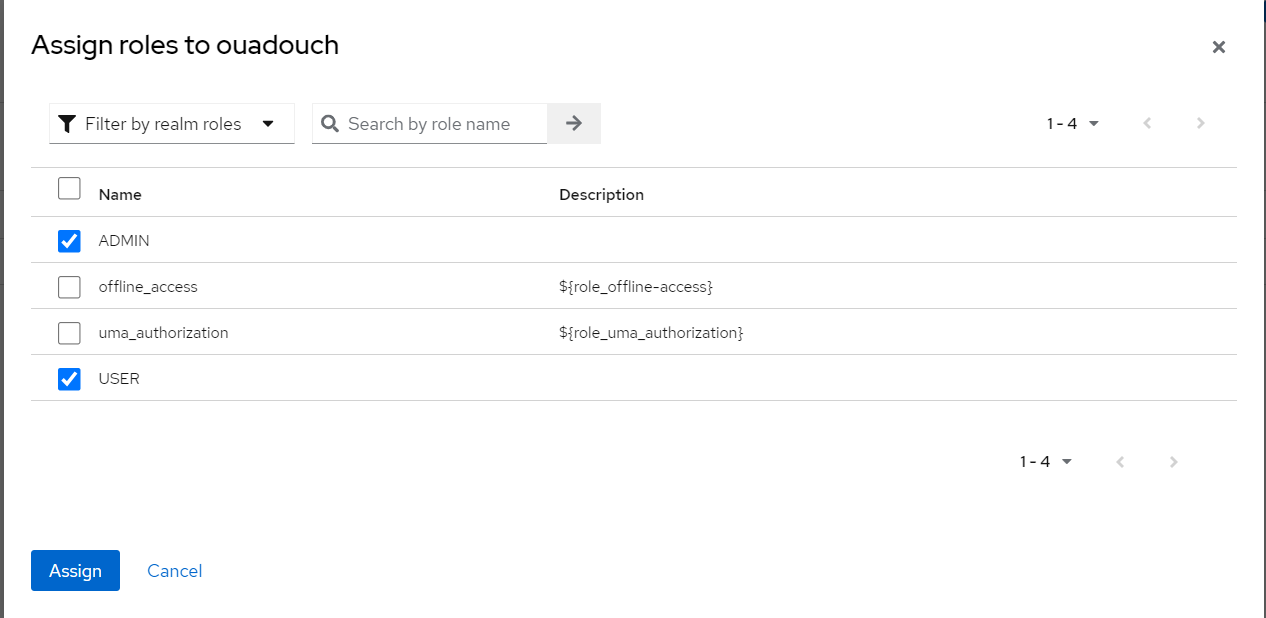 Assign roles to ouadouch
Filter by realm roles
Search by role name
1 - 4
Name Description
ADMIN
offline_access ${role_offline-access}
uma_authorization ${role_uma_authorization}
USER
1 - 4
Assign Cancel